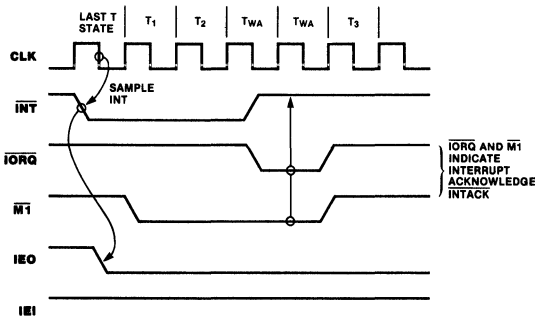 LAST T
STATE
T1
T2
TWA
TWA
T3
CLK
SAMPLE
INT
INT
IORQ
IORQ AND M1
INDICATE
INTERRUPT
ACKNOWLEDGE
INTACK
M1
IEO
IEI